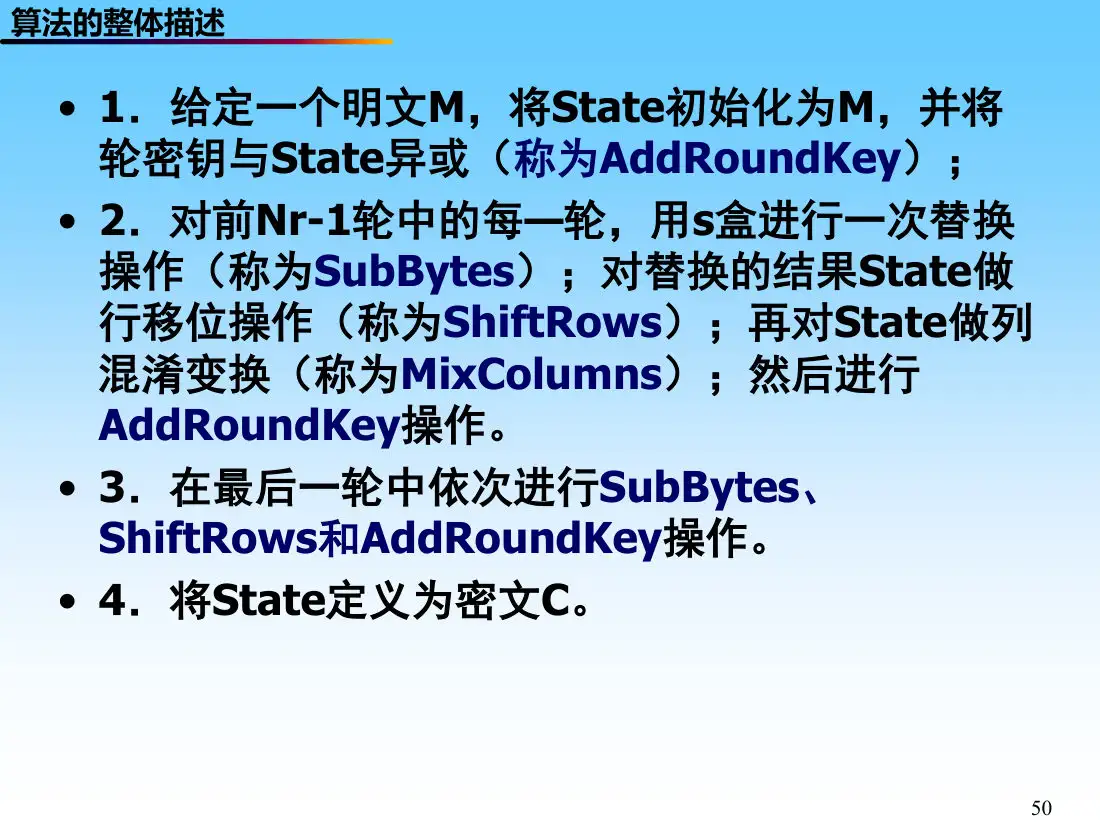 算法的整体描述
• 1．给定一个明文M，将State初始化为M，并将
轮密钥与State异或（称为AddRoundKey）；
• 2．对前Nr-1轮中的每—轮，用s盒进行一次替换
操作（称为SubBytes）；对替换的结果State做
行移位操作（称为ShiftRows）；再对State做列
混淆变换（称为MixColumns）；然后进行
AddRoundKey操作。
• 3．在最后一轮中依次进行SubBytes、
ShiftRows和AddRoundKey操作。
• 4．将State定义为密文C。
50